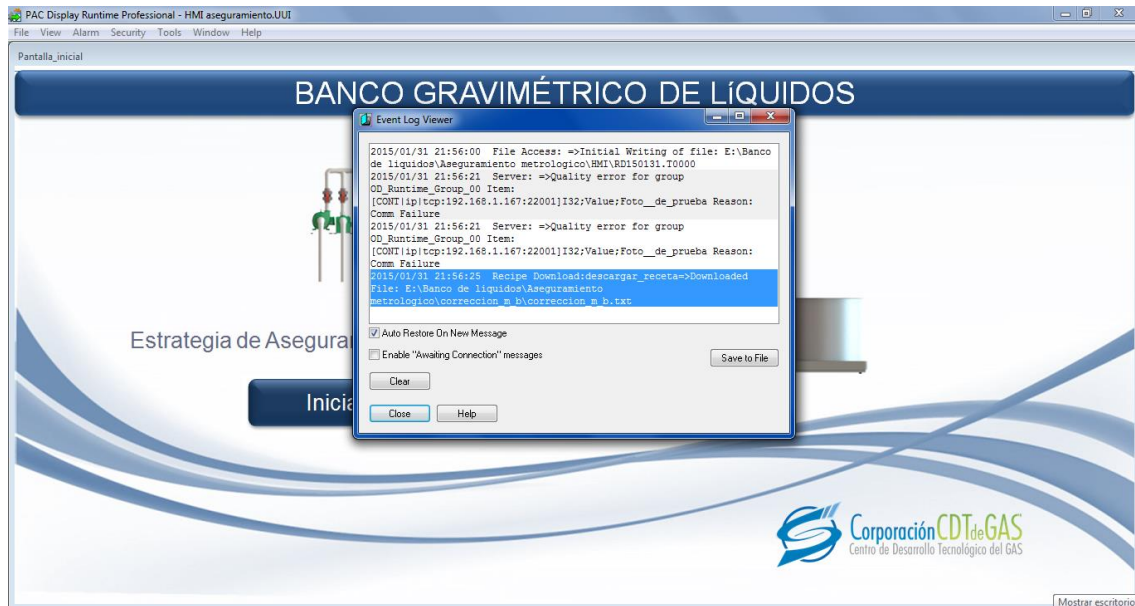 PAC Display Runtime Professional - HMI aseguramiento.UUI
File View Alarm Security Tools Window Help
Pantalla_inicial
BANCO GRAVIMÉTRICO DE LíQUIDOS
Event Log Viewer
2015/01/31 21:56:00 File Access: =>Initial Writing of file: E:\Banco
de liquidos\Aseguramiento metrologico\HMI\RD150131.T0000
2015/01/31 21:56:21 Server: =>Quality error for group
OD_Runtime_Group_00 Item:
[CONT|ip|tcp:192.168.1.167:22001]I32;Value;Foto__de_prueba Reason:
Comm Failure
2015/01/31 21:56:21 Server: =>Quality error for group
OD_Runtime_Group_00 Item:
[CONT|ip|tcp:192.168.1.167:22001]I32;Value;Foto__de_prueba Reason:
Comm Failure
2015/01/31 21:56:25 Recipe Download:descargar_receta=>Downloaded
File: E:\Banco de liquidos\Aseguramiento
metrologico\correccion_m_b\correccion_m_b.txt
Auto Restore On New Message
Enable "Awaiting Connection" messages
Save to File
Clear
Close Help
Estrategia de Asegura
Inicia
Corporación CDT de GAS
Centro de Desarrollo Tecnológico del GAS
Mostrar escritorio